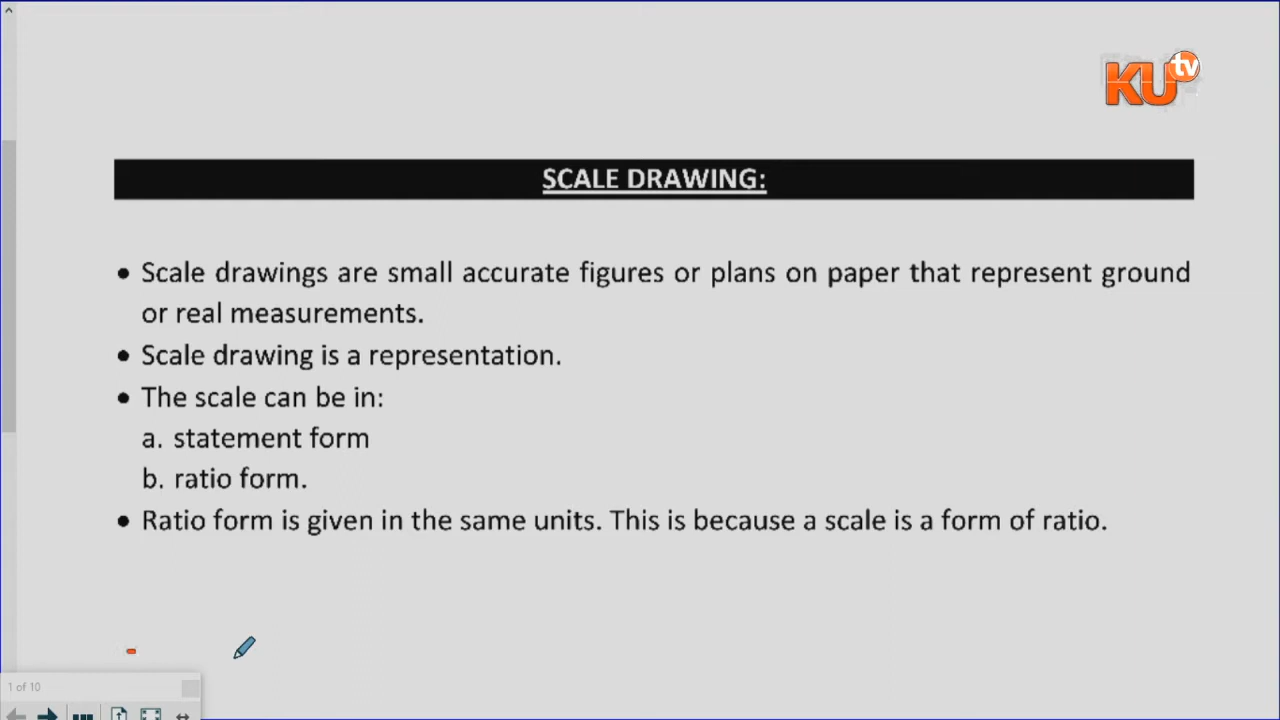 KU tv
SCALE DRAWING:
• Scale drawings are small accurate figures or plans on paper that represent ground
or real measurements.
• Scale drawing is a representation.
• The scale can be in:
a. statement form
b. ratio form.
• Ratio form is given in the same units. This is because a scale is a form of ratio.
1 of 10